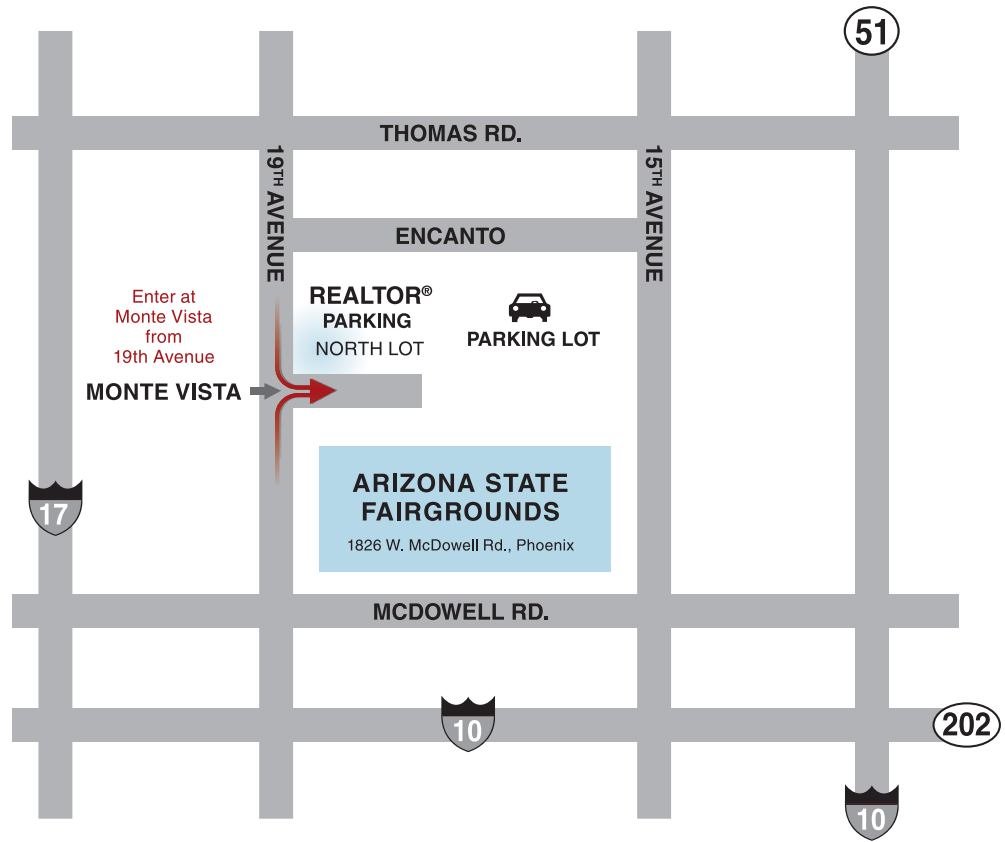 51
THOMAS RD.
19TH AVENUE
15TH AVENUE
ENCANTO
Enter at
Monte Vista
from
19th Avenue
REALTOR®
PARKING
NORTH LOT
PARKING LOT
MONTE VISTA
17
ARIZONA STATE
FAIRGROUNDS
1826 W. McDowell Rd., Phoenix
MCDOWELL RD.
10
202
10